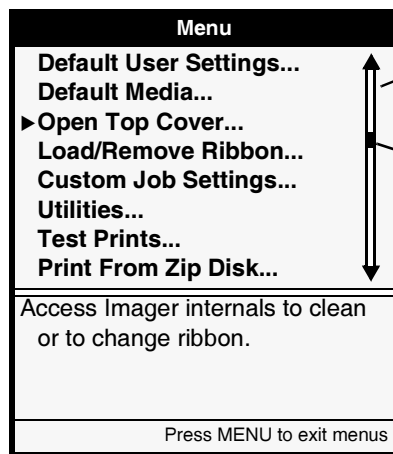 Menu
Default User Settings...
Default Media...
▶Open Top Cover...
Load/Remove Ribbon...
Custom Job Settings...
Utilities...
Test Prints...
Print From Zip Disk...
Access Imager internals to clean
or to change ribbon.
Press MENU to exit menus